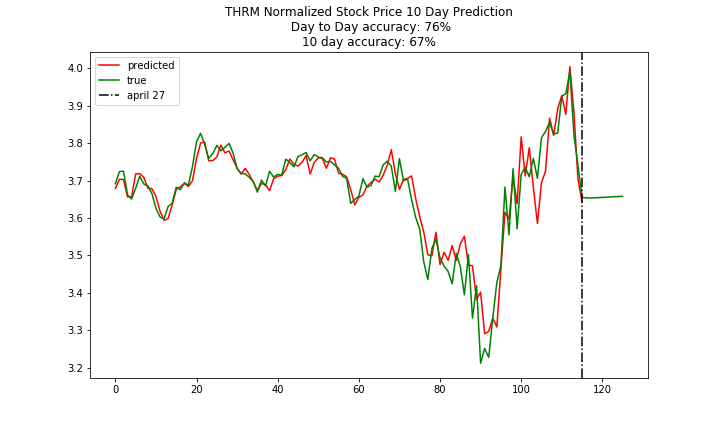 THRM Normalized Stock Price 10 Day Prediction
Day to Day accuracy: 76%
10 day accuracy: 67%
predicted
true
april 27
4.0
3.9
3.8
3.7
3.6
3.5
3.4
3.3
3.2
0 20 40 60 80 100 120